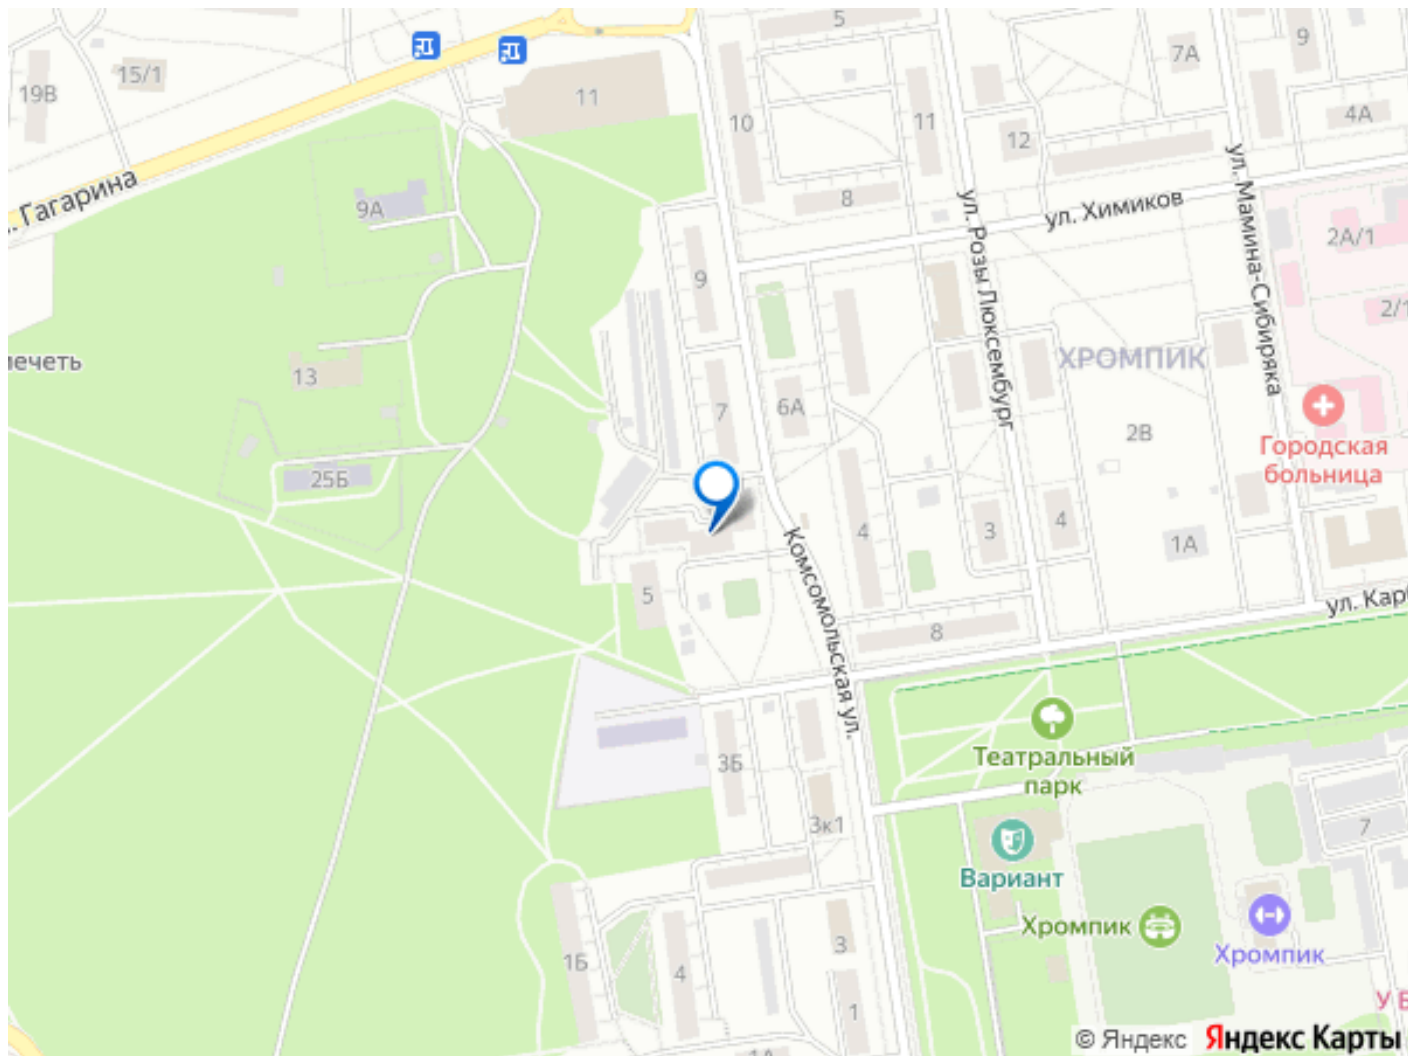 5
9
7А
15/1
19В
11
10
11
12
4А
ул. Гагарина
9А
8
ул. Химиков
ул. Розы Люксембург
ул. Мамина-Сибиряка
2А/1
9
2/1
ечеть
13
ХРОМПИК
7
6А
2В
Городская
больница
25Б
4
3
4
1А
Комсомольская ул.
5
8
ул. Карб
3Б
Театральный
парк
3к1
7
Вариант
Хромпик
Хромпик
1Б
4
3
1
У В
1А
© Яндекс Яндекс Карты